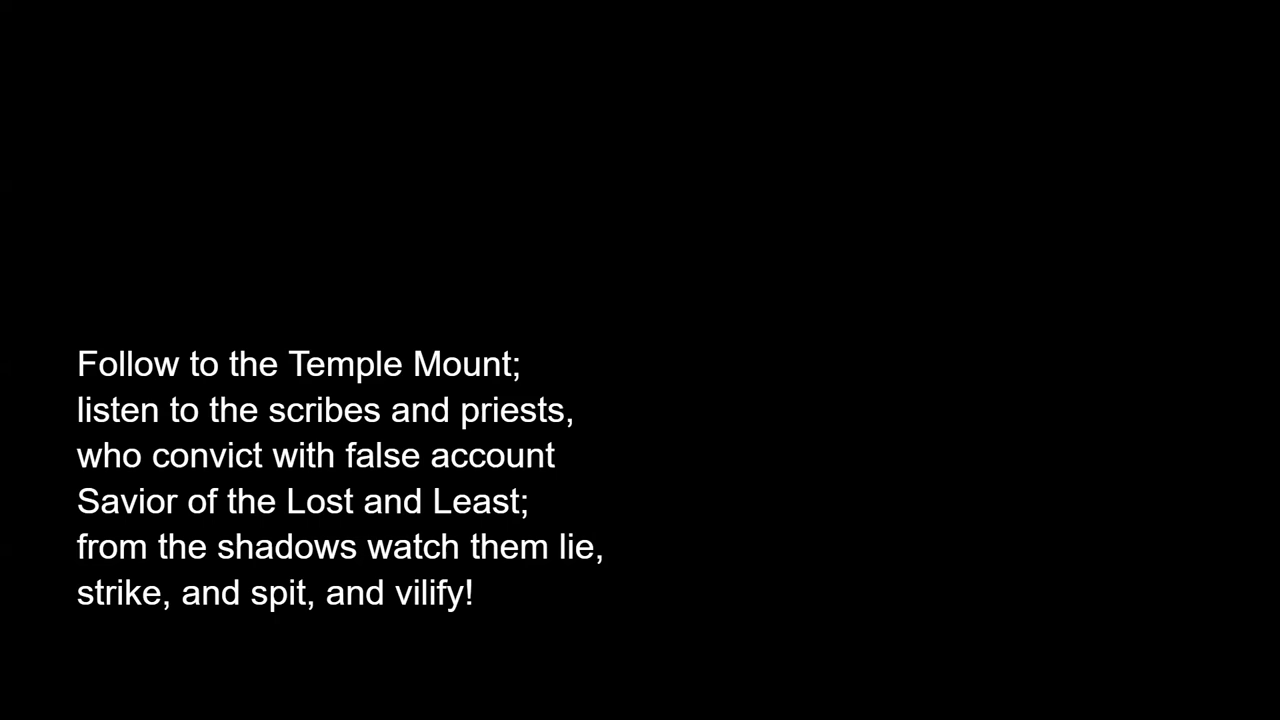 Follow to the Temple Mount;
listen to the scribes and priests,
who convict with false account
Savior of the Lost and Least;
from the shadows watch them lie,
strike, and spit, and vilify!